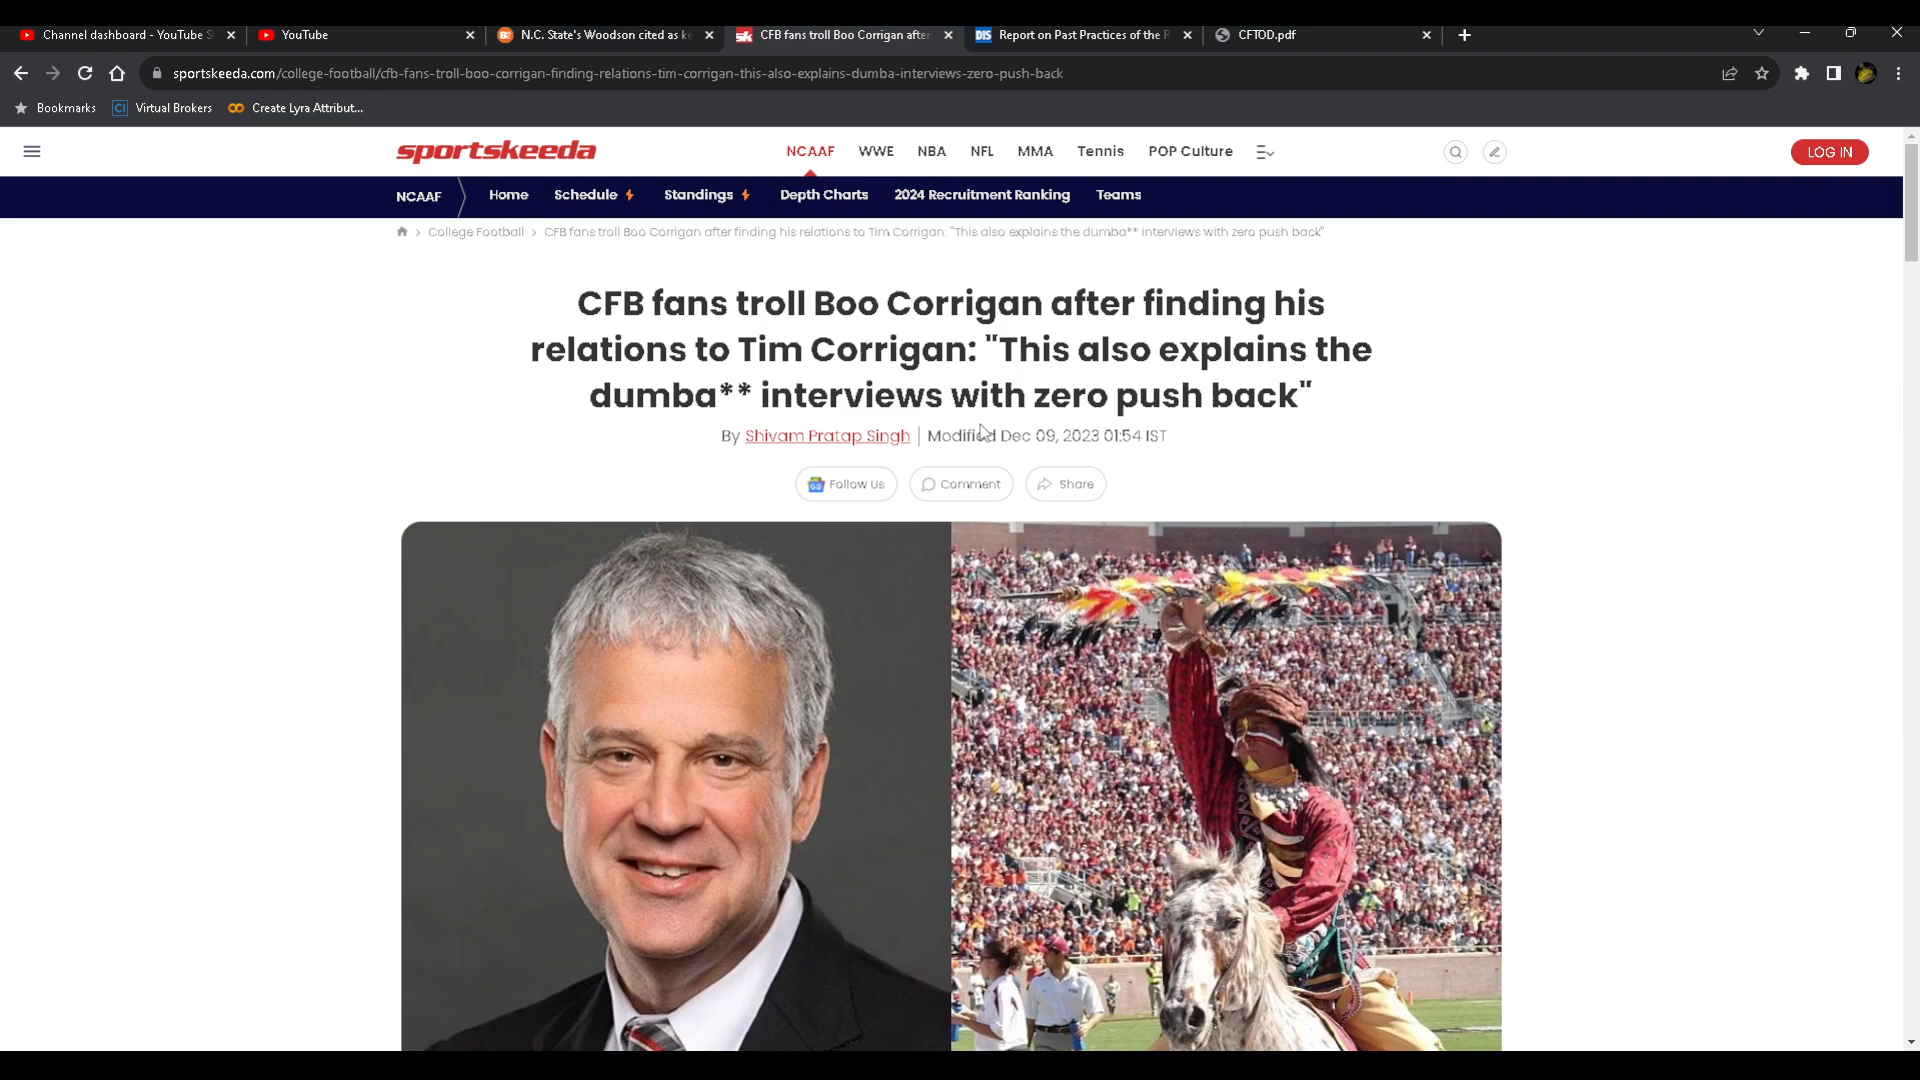 Channel dashboard - YouTube S
YouTube
N.C. State's Woodson cited as ke
CFB fans troll Boo Corrigan after
Report on Past Practices of the R
CFTOD.pdf
sportskeeda.com/college-football/cfb-fans-troll-boo-corrigan-finding-relations-tim-corrigan-this-also-explains-dumba-interviews-zero-push-back
Bookmarks
Virtual Brokers
Create Lyra Attribut...
sportskeeda
NCAAF
WWE
NBA
NFL
MMA
Tennis
POP Culture
LOG IN
NCAAF
Home
Schedule
Standings
Depth Charts
2024 Recruitment Ranking
Teams
College Football > CFB fans troll Boo Corrigan after finding his relations to Tim Corrigan: "This also explains the dumba** interviews with zero push back"
CFB fans troll Boo Corrigan after finding his
relations to Tim Corrigan: "This also explains the
dumba** interviews with zero push back"
By Shivam Pratap Singh | Modified Dec 09, 2023 01:54 IST
Follow Us
Comment
Share